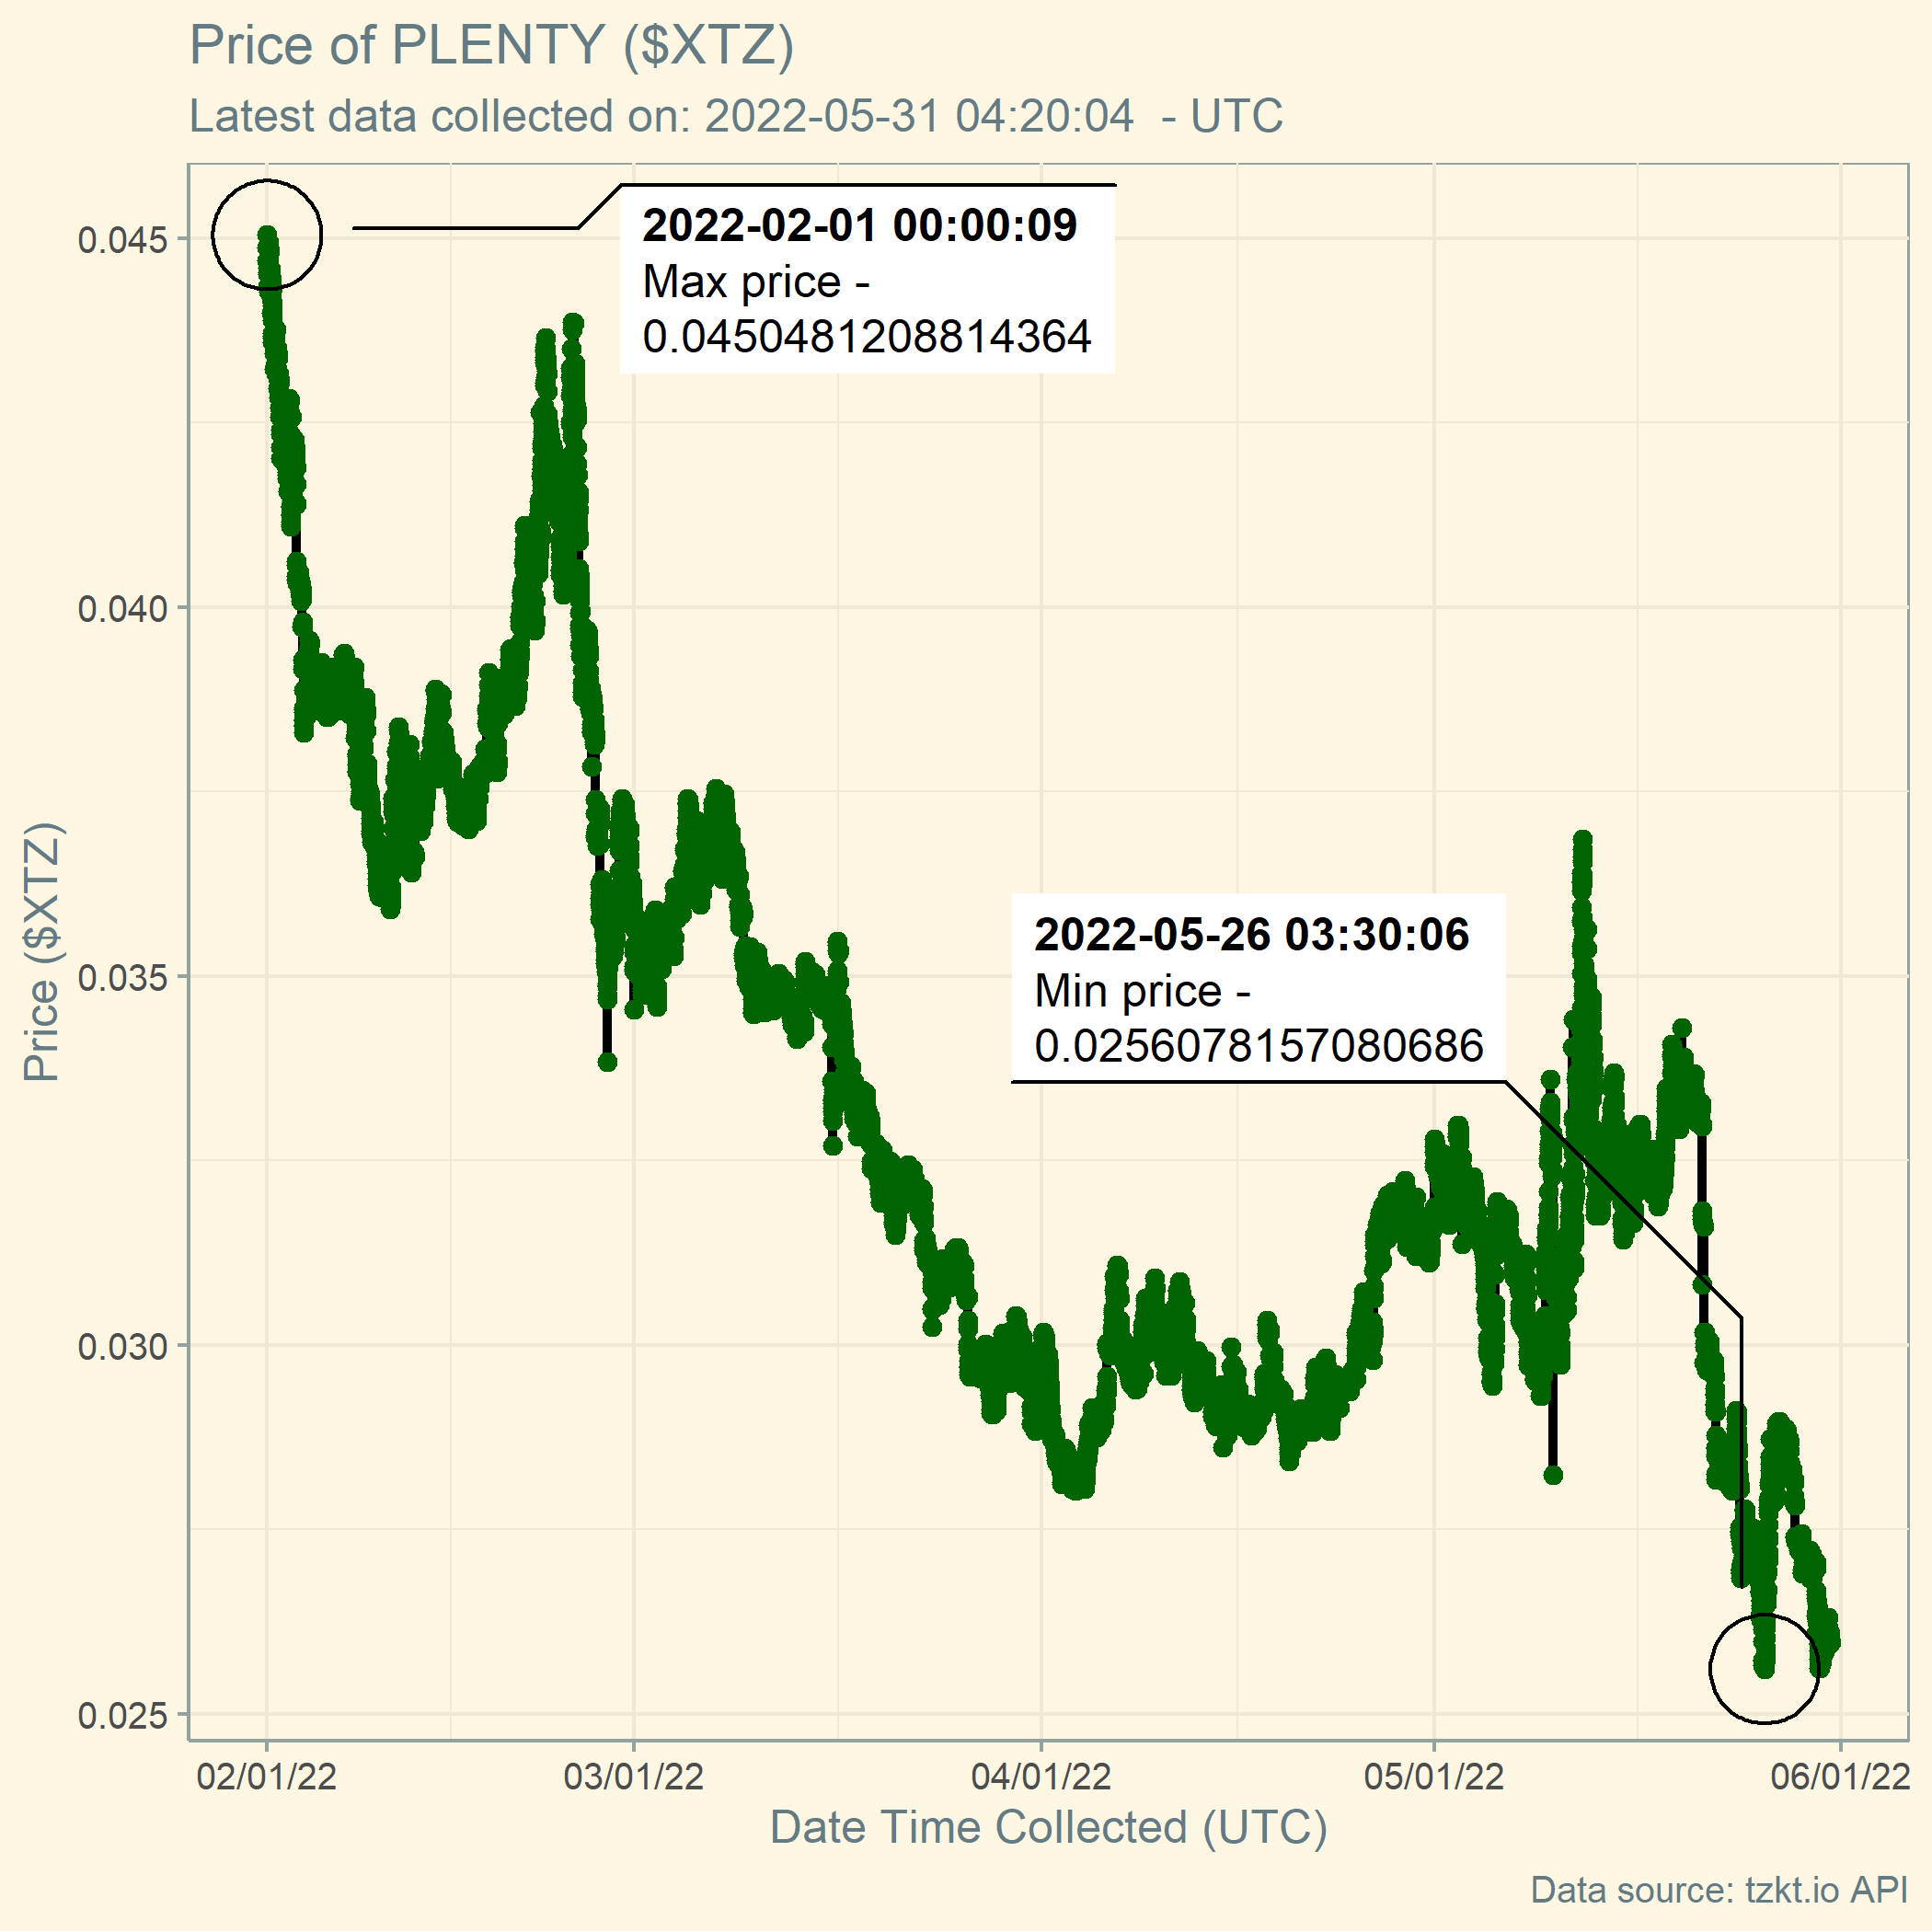 Price of PLENTY ($XTZ)
Latest data collected on: 2022-05-31 04:20:04  - UTC
2022-02-01 00:00:09
Max price -
0.0450481208814364
2022-05-26 03:30:06
Min price -
0.0256078157080686
Price ($XTZ)
0.045
0.040
0.035
0.030
0.025
02/01/22
03/01/22
04/01/22
05/01/22
06/01/22
Date Time Collected (UTC)
Data source: tzkt.io API